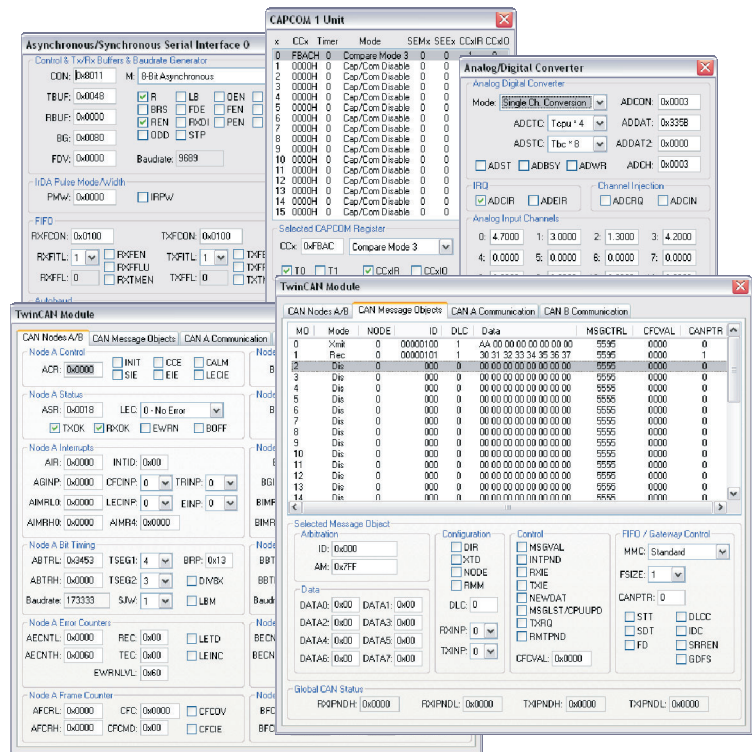 Asynchronous/Synchronous Serial Interface 0
Control & Tx/Rx Buffers & Baudrate Generator
CON: 0x8011 M: 8-Bit Asynchronous
TBUF: 0x0048 R LB OEN
RBUF: 0x0000 BRS FDE FEN
REN RXDI PEN
BG: 0x0080 ODD STP
FDV: 0x0000 Baudrate: 9689
IrDA Pulse Mode/Width
PMW: 0x0000 IRPW
FIFO
RXFCON: 0x0100 TXFCON: 0x0100
RXFITL: 1 RXFEN TXFITL: 1
RXFFLU
RXFFL: 0 RXTMEN TXFFL: 0
Autobaud
CAPCOM 1 Unit
x CCx Timer Mode SEMx SEEx CCxIR CCxIO
0 FBACH 0 Compare Mode 3 0 0
1 0000H 0 Cap/Com Disable 0 0
2 0000H 0 Cap/Com Disable 0 0
3 0000H 0 Cap/Com Disable 0 0
4 0000H 0 Cap/Com Disable 0 0
5 0000H 0 Cap/Com Disable 0 0
6 0000H 0 Cap/Com Disable 0 0
7 0000H 0 Cap/Com Disable 0 0
8 0000H 0 Cap/Com Disable 0 0
9 0000H 0 Cap/Com Disable 0 0
10 0000H 0 Cap/Com Disable 0 0
11 0000H 0 Cap/Com Disable 0 0
12 0000H 0 Cap/Com Disable 0 0
13 0000H 0 Cap/Com Disable 0 0
14 0000H 0 Cap/Com Disable 0 0
15 0000H 0 Cap/Com Disable 0 0
Selected CAPCOM Register
CCx: 0xFBAC Compare Mode 3
T0 T1 CCxIR CCxIO
Analog/Digital Converter
Analog Digital Converter
Mode: Single Ch. Conversion ADCON: 0x0003
ADCTC: Tcpu * 4 ADDAT: 0x335B
ADSTC: Tbc * 8 ADDAT2: 0x0000
ADST ADBSY ADWR ADCH: 0x0003
IRQ Channel Injection
ADCIR ADEIR ADCRQ ADCIN
Analog Input Channels
0: 4.7000 1: 3.0000 2: 1.3000 3: 4.2000
4: 0.0000 5: 0.0000 6: 0.0000 7: 0.0000
TwinCAN Module
CAN Nodes A/B CAN Message Objects CAN A Communication
Node A Control
ACR: 0x0000 INIT CCE CALM
SIE EIE LECIE
Node A Status
ASR: 0x0018 LEC: 0 - No Error
TXOK RXOK EWRN BOFF
Node A Interrupts
AIR: 0x0000 INTID: 0x00
AGINP: 0 CFCINP: 0 TRINP: 0
AIMRL0: 0x0000 LECINP: 0 EINP: 0
AIMRH0: 0x0000 AIMR4: 0x0000
Node A Bit Timing
ABTRL: 0x3453 TSEG1: 4 BRP: 0x13
ABTRH: 0x0000 TSEG2: 3 DIV8X
Baudrate: 173333 SJW: 1 LBM
Node A Error Counters
AECNTL: 0x0000 REC: 0x00 LETD
AECNTH: 0x0060 TEC: 0x00 LEINC
EWRNLVL: 0x60
Node A Frame Counter
AFCRL: 0x0000 CFC: 0x0000 CFCOV
AFCRH: 0x0000 CFCMD: 0x00 CFCIE
TwinCAN Module
CAN Nodes A/B CAN Message Objects CAN A Communication CAN B Communication
MO Mode NODE ID DLC Data MSGCTRL CFCVAL CANPTR
0 Xmit 0 00000100 1 AA 00 00 00 00 00 00 00 5595 0000 0
1 Rec 0 00000101 1 30 31 32 33 34 35 36 37 5595 0000 1
2 Dis 0 000 0 00 00 00 00 00 00 00 00 5555 0000 0
3 Dis 0 000 0 00 00 00 00 00 00 00 00 5555 0000 0
4 Dis 0 000 0 00 00 00 00 00 00 00 00 5555 0000 0
5 Dis 0 000 0 00 00 00 00 00 00 00 00 5555 0000 0
6 Dis 0 000 0 00 00 00 00 00 00 00 00 5555 0000 0
7 Dis 0 000 0 00 00 00 00 00 00 00 00 5555 0000 0
8 Dis 0 000 0 00 00 00 00 00 00 00 00 5555 0000 0
9 Dis 0 000 0 00 00 00 00 00 00 00 00 5555 0000 0
10 Dis 0 000 0 00 00 00 00 00 00 00 00 5555 0000 0
11 Dis 0 000 0 00 00 00 00 00 00 00 00 5555 0000 0
12 Dis 0 000 0 00 00 00 00 00 00 00 00 5555 0000 0
13 Dis 0 000 0 00 00 00 00 00 00 00 00 5555 0000 0
14 Dis 0 000 0 00 00 00 00 00 00 00 00 5555 0000 0
Selected Message Object
Arbitration Configuration Control FIFO / Gateway Control
ID: 0x000 DIR MSGVAL MMC: Standard
AM: 0x7FF XTD INTPND
NODE RXIE FSIZE: 1
RMM TXIE
Data NEWDAT CANPTR: 0
DATA0: 0x00 DATA1: 0x00 DLC: 0 MSGLST/CPUUPD
DATA2: 0x00 DATA3: 0x00 TXRQ STT DLCC
DATA4: 0x00 DATA5: 0x00 RXINP: 0 RMTPND SDT IDC
DATA6: 0x00 DATA7: 0x00 TXINP: 0 CFCVAL: 0x0000 FD SRREN
GDFS
Global CAN Status
RXIPNDH: 0x0000 RXIPNDL: 0x0000 TXIPNDH: 0x0000 TXIPNDL: 0x0000